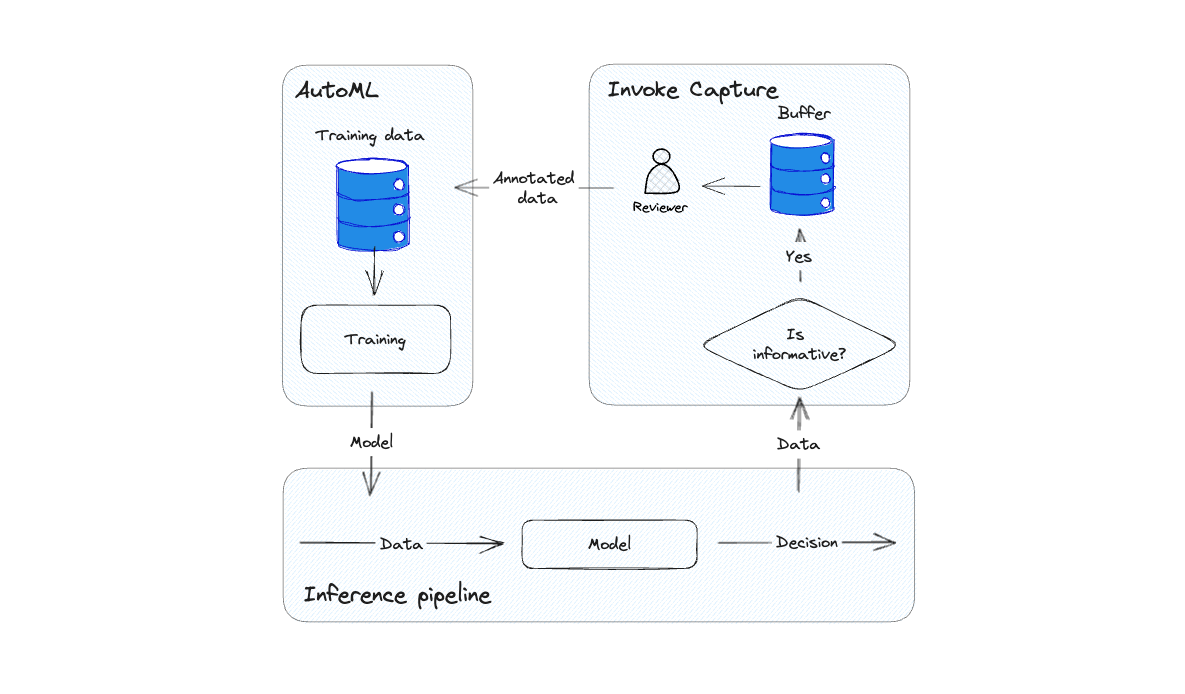 AutoML
Training data
Training
Annotated
data
Invoke Capture
Buffer
Reviewer
Yes
Is
informative?
Model
Data
Data
Model
Decision
Inference pipeline